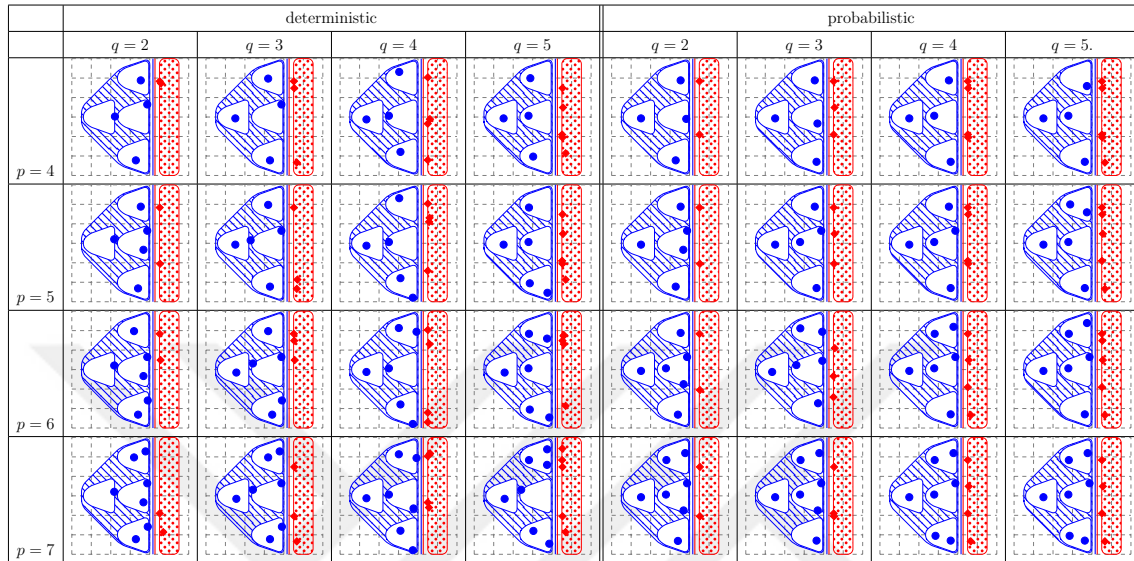 deterministic probabilistic
q = 2 q = 3 q = 4 q = 5 q = 2 q = 3 q = 4 q = 5.
p = 4
p = 5
p = 6
p = 7